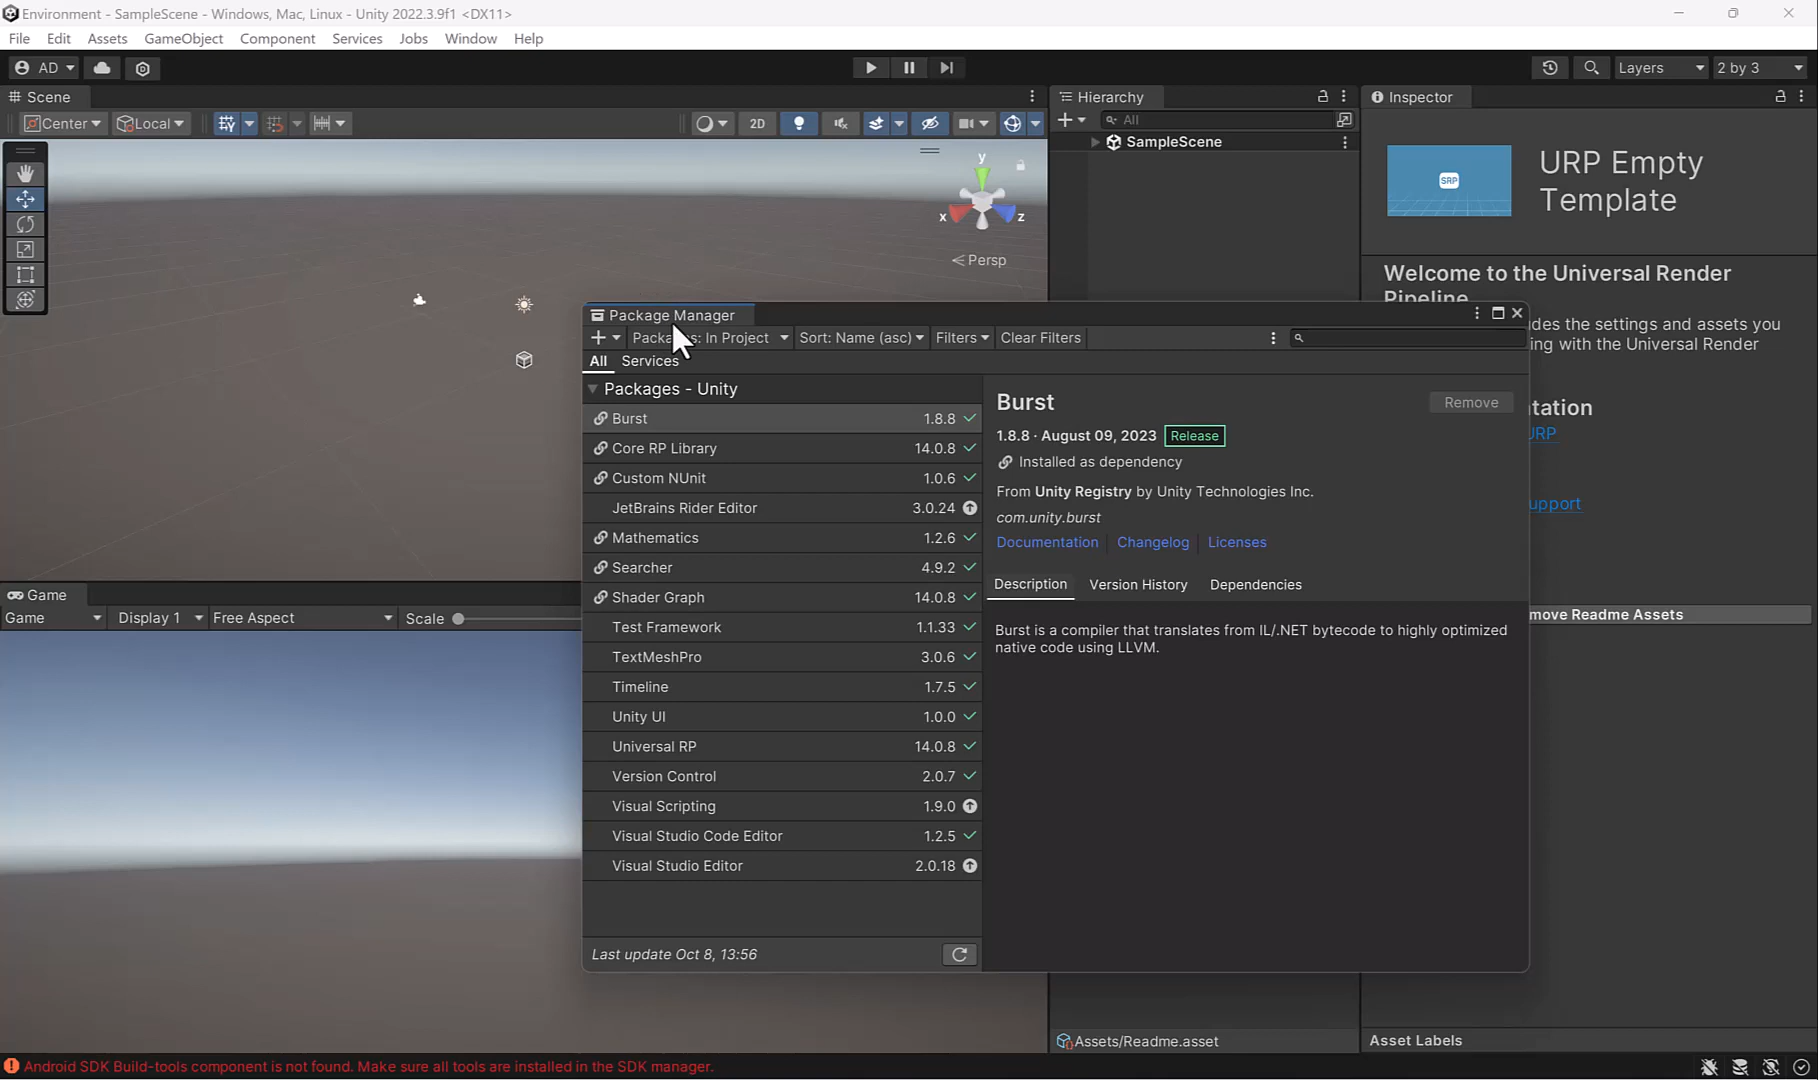 Environment - SampleScene - Windows, Mac, Linux - Unity 2022.3.9f1 <DX11>
File Edit Assets GameObject Component Services Jobs Window Help
AD Layers 2 by 3
Scene
Hierarchy
Inspector
Center Local 2D
All
SampleScene
y
x z
Persp
SRP
URP Empty
Template
Welcome to the Universal Render
Pipeline
des the settings and assets you
ing with the Universal Render
tation
URP
upport
move Readme Assets
Package Manager
Packages: In Project Sort: Name (asc) Filters Clear Filters
All Services
Packages - Unity
Burst 1.8.8
Core RP Library 14.0.8
Custom NUnit 1.0.6
JetBrains Rider Editor 3.0.24
Mathematics 1.2.6
Searcher 4.9.2
Shader Graph 14.0.8
Test Framework 1.1.33
TextMeshPro 3.0.6
Timeline 1.7.5
Unity UI 1.0.0
Universal RP 14.0.8
Version Control 2.0.7
Visual Scripting 1.9.0
Visual Studio Code Editor 1.2.5
Visual Studio Editor 2.0.18
Last update Oct 8, 13:56
Burst Remove
1.8.8 · August 09, 2023 Release
Installed as dependency
From Unity Registry by Unity Technologies Inc.
com.unity.burst
Documentation Changelog Licenses
Description Version History Dependencies
Burst is a compiler that translates from IL/.NET bytecode to highly optimized
native code using LLVM.
Game
Game Display 1 Free Aspect Scale
Assets/Readme.asset
Asset Labels
Android SDK Build-tools component is not found. Make sure all tools are installed in the SDK manager.